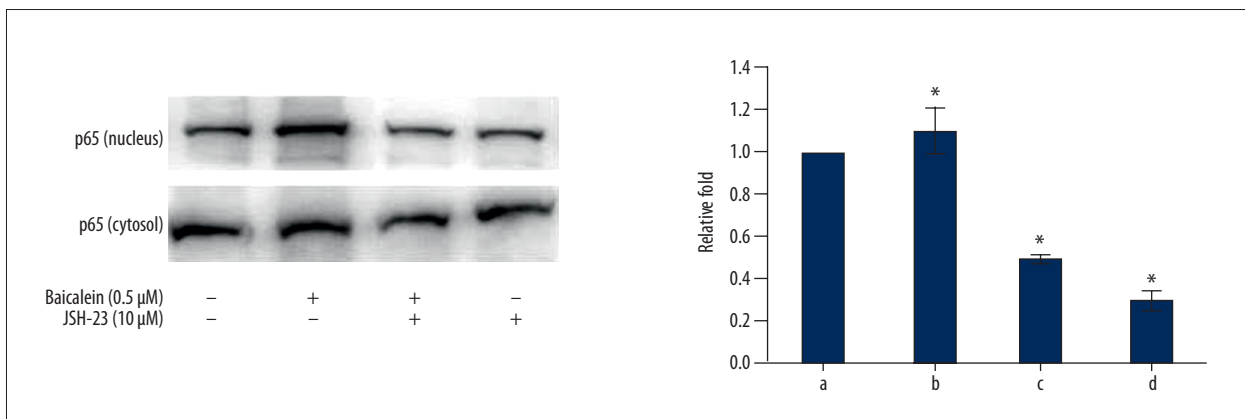 p65 (nucleus)
p65 (cytosol)
Baicalein (0.5 µM) – + + –
JSH-23 (10 µM) – – + +
Relative fold
1.4
1.2
1.0
0.8
0.6
0.4
0.2
0.0
* * *
a b c d